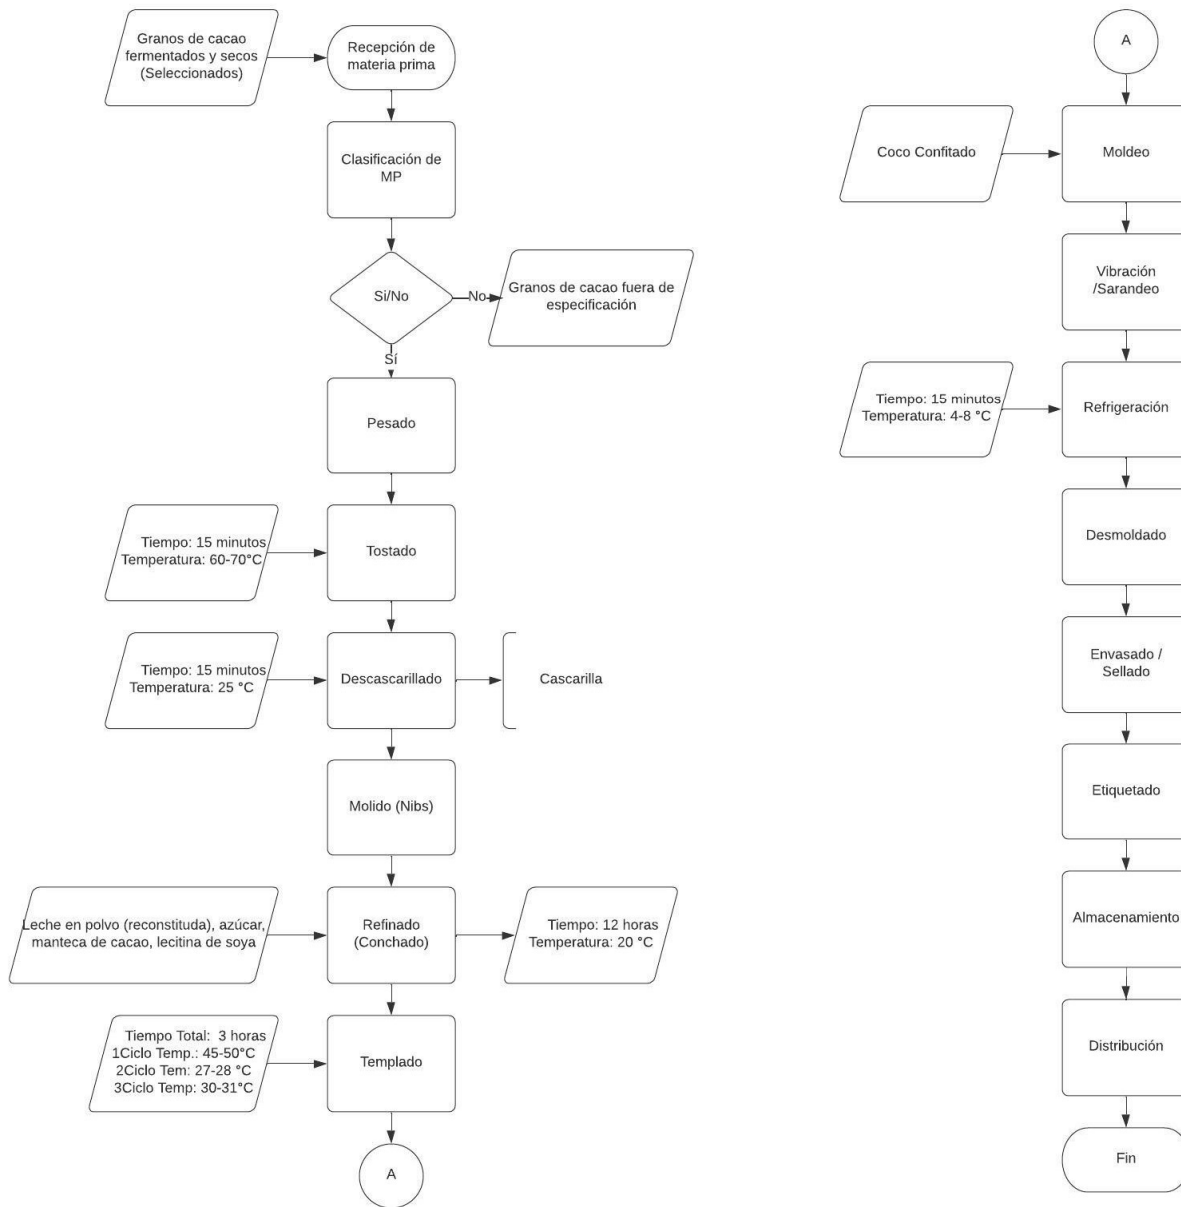 Granos de cacao
fermentados y secos
(Seleccionados)
Recepción de
materia prima
Clasificación de
MP
Si/No
No
Granos de cacao fuera de
especificación
Sí
Pesado
Tiempo: 15 minutos
Temperatura: 60-70°C
Tostado
Tiempo: 15 minutos
Temperatura: 25 °C
Descascarillado
Cascarilla
Molido (Nibs)
Leche en polvo (reconstituda), azúcar,
manteca de cacao, lecitina de soya
Refinado
(Conchado)
Tiempo: 12 horas
Temperatura: 20 °C
Tiempo Total: 3 horas
1Ciclo Temp.: 45-50°C
2Ciclo Tem: 27-28 °C
3Ciclo Temp: 30-31°C
Templado
A
A
Coco Confitado
Moldeo
Vibración
/Sarandeo
Tiempo: 15 minutos
Temperatura: 4-8 °C
Refrigeración
Desmoldado
Envasado /
Sellado
Etiquetado
Almacenamiento
Distribución
Fin